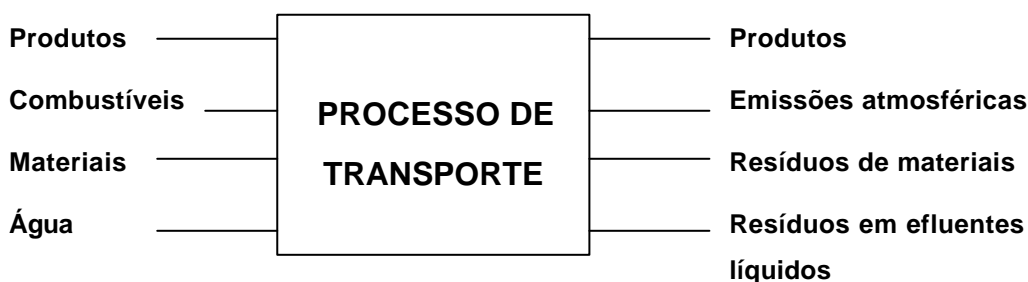 Produtos
Combustíveis
Materiais
Água
PROCESSO DE
TRANSPORTE
Produtos
Emissões atmosféricas
Resíduos de materiais
Resíduos em efluentes
líquidos